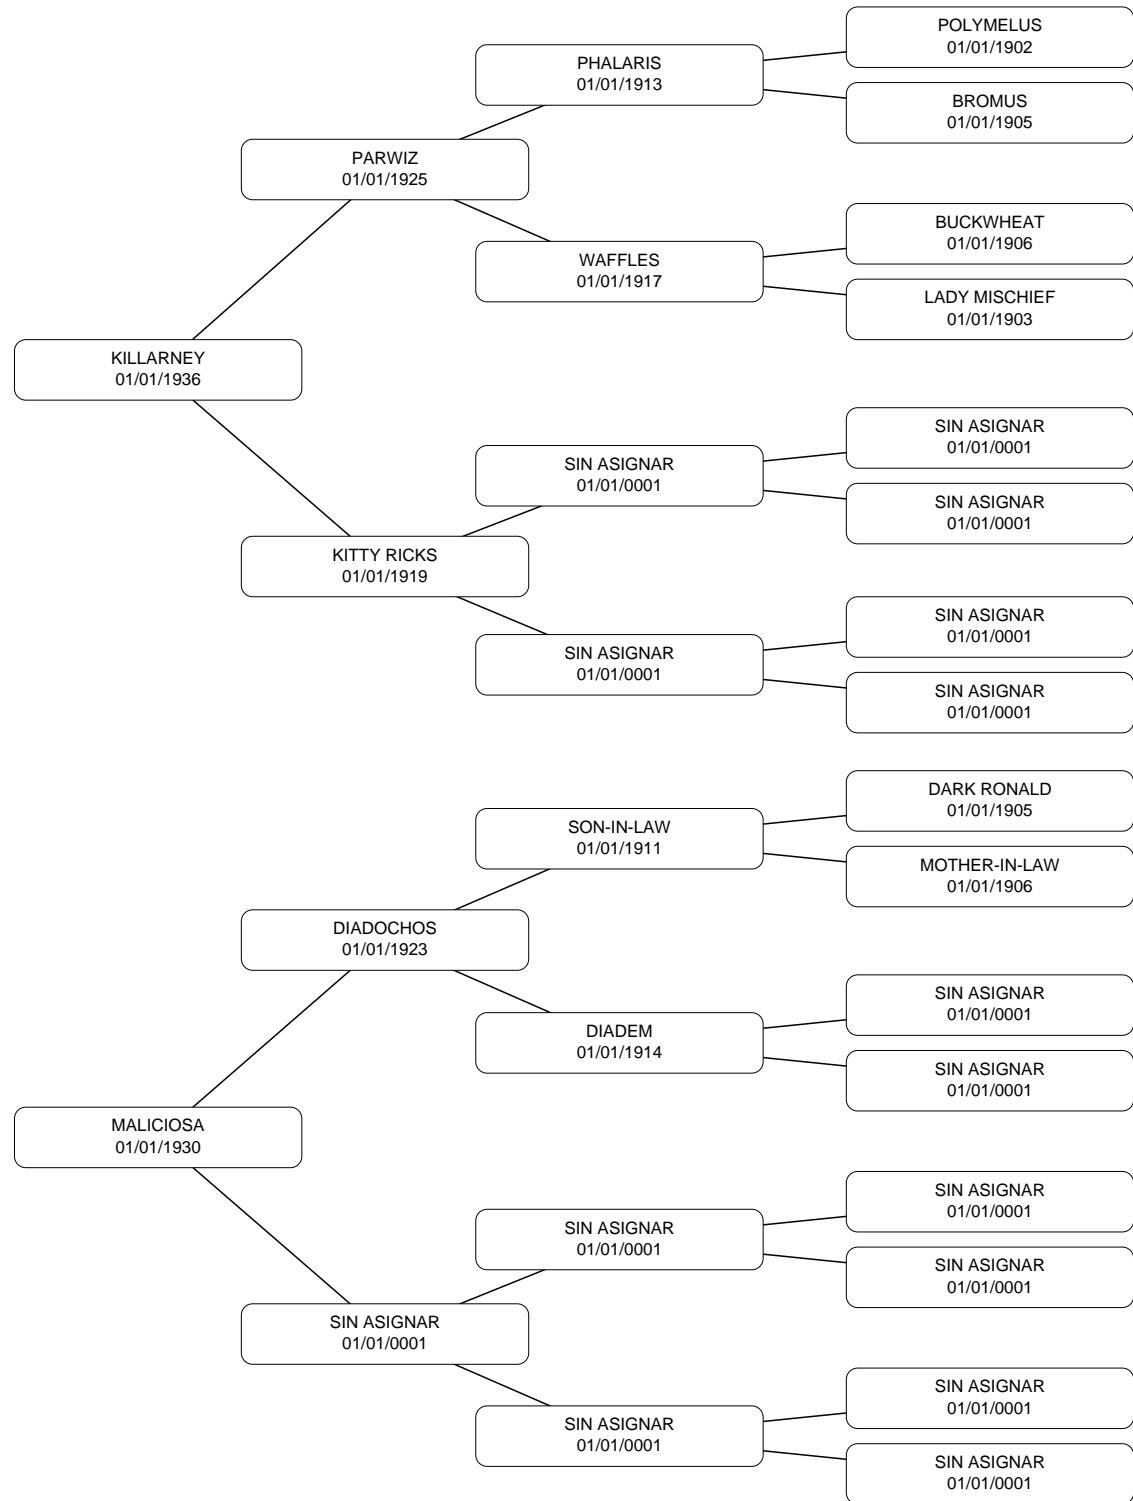 POLYMELUS
01/01/1902
PHALARIS
01/01/1913
BROMUS
01/01/1905
PARWIZ
01/01/1925
BUCKWHEAT
01/01/1906
WAFFLES
01/01/1917
LADY MISCHIEF
01/01/1903
KILLARNEY
01/01/1936
SIN ASIGNAR
01/01/0001
SIN ASIGNAR
01/01/0001
SIN ASIGNAR
01/01/0001
KITTY RICKS
01/01/1919
SIN ASIGNAR
01/01/0001
SIN ASIGNAR
01/01/0001
SIN ASIGNAR
01/01/0001
DARK RONALD
01/01/1905
SON-IN-LAW
01/01/1911
MOTHER-IN-LAW
01/01/1906
DIADOCHOS
01/01/1923
SIN ASIGNAR
01/01/0001
DIADEM
01/01/1914
SIN ASIGNAR
01/01/0001
MALICIOSA
01/01/1930
SIN ASIGNAR
01/01/0001
SIN ASIGNAR
01/01/0001
SIN ASIGNAR
01/01/0001
SIN ASIGNAR
01/01/0001
SIN ASIGNAR
01/01/0001
SIN ASIGNAR
01/01/0001
SIN ASIGNAR
01/01/0001